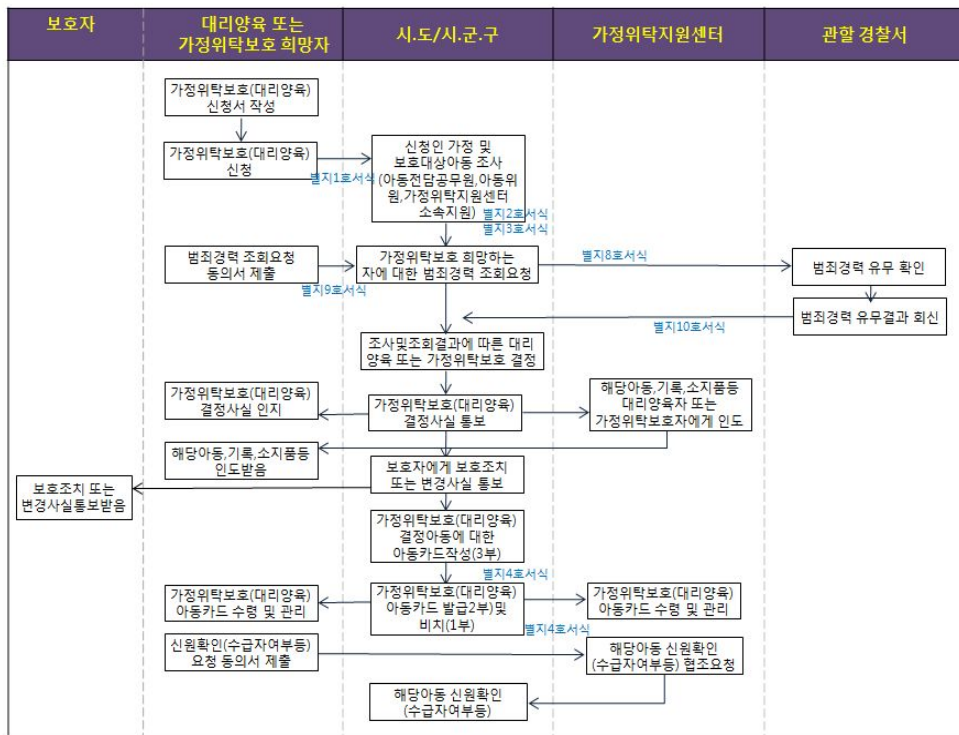 보호자
대리양육 또는
가정위탁보호 희망자
시.도/시.군.구
가정위탁지원센터
관할 경찰서
가정위탁보호(대리양육)
신청서 작성
가정위탁보호(대리양육)
신청
별지1호서식
신청인 가정 및
보호대상아동 조사
(아동전담공무원,아동위
원,가정위탁지원센터
소속지원)
별지2호서식
별지3호서식
범죄경력 조회요청
동의서 제출
별지9호서식
가정위탁보호 희망하는
자에 대한 범죄경력 조회요청
별지8호서식
범죄경력 유무 확인
범죄경력 유무결과 회신
별지10호서식
조사및조회결과에 따른 대리
양육 또는 가정위탁보호 결정
가정위탁보호(대리양육)
결정사실 인지
가정위탁보호(대리양육)
결정사실 통보
해당아동,기록,소지품등
대리양육자 또는
가정위탁보호자에게 인도
해당아동,기록,소지품등
인도받음
보호자에게 보호조치
또는 변경사실 통보
보호조치 또는
변경사실통보받음
가정위탁보호(대리양육)
결정아동에 대한
아동카드작성(3부)
별지4호서식
가정위탁보호(대리양육)
아동카드 수령 및 관리
가정위탁보호(대리양육)
아동카드 발급2부)및
비치(1부)
별지4호서식
가정위탁보호(대리양육)
아동카드 수령 및 관리
신원확인(수급자여부등)
요청 동의서 제출
해당아동 신원확인
(수급자여부등) 협조요청
해당아동 신원확인
(수급자여부등)